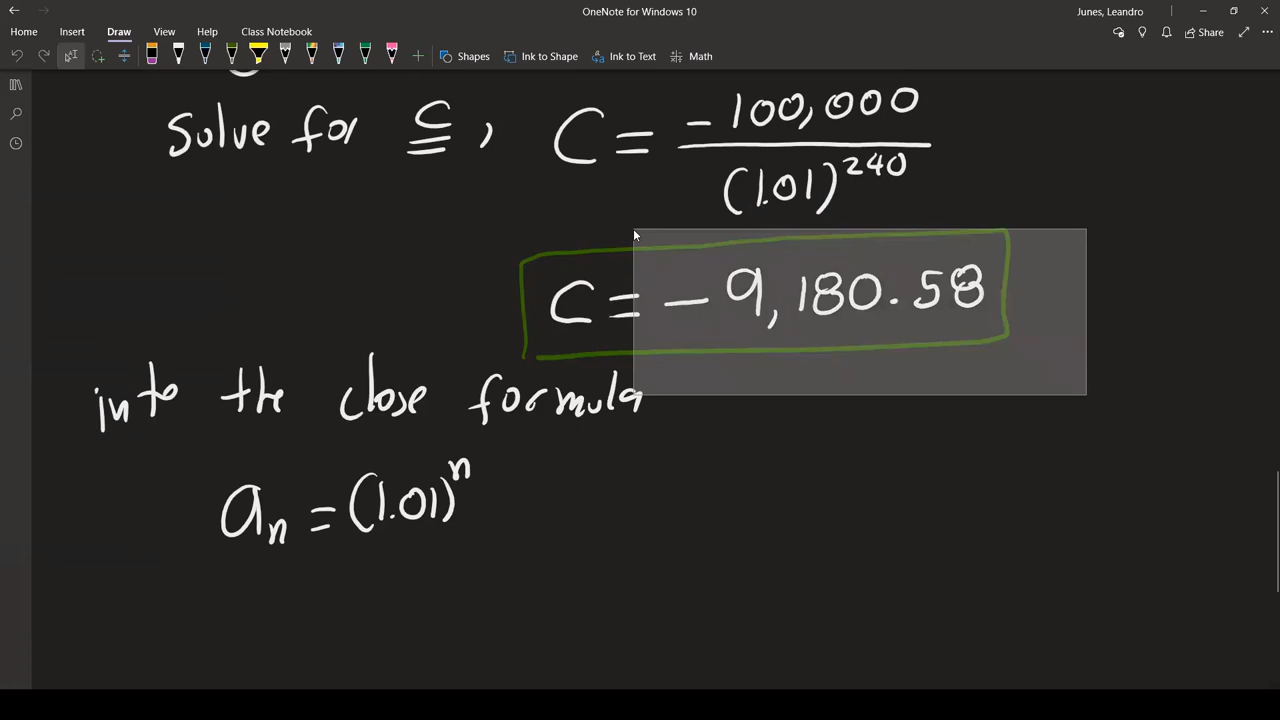 OneNote for Windows 10
Junes, Leandro
Home Insert Draw View Help Class Notebook
Share
Shapes Ink to Shape Ink to Text Math
Solve for C, C = -100,000 / (1.01)^240
C = - 9,180.58
into the close formula
a_n = (1.01)^n